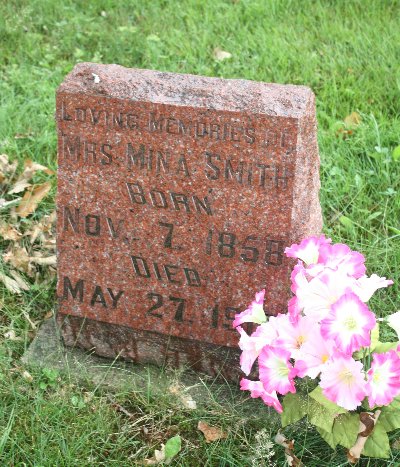 LOVING MEMORIES OF
MRS. MINA SMITH
BORN
NOV. 7. 1858
DIED
MAY 27. 19